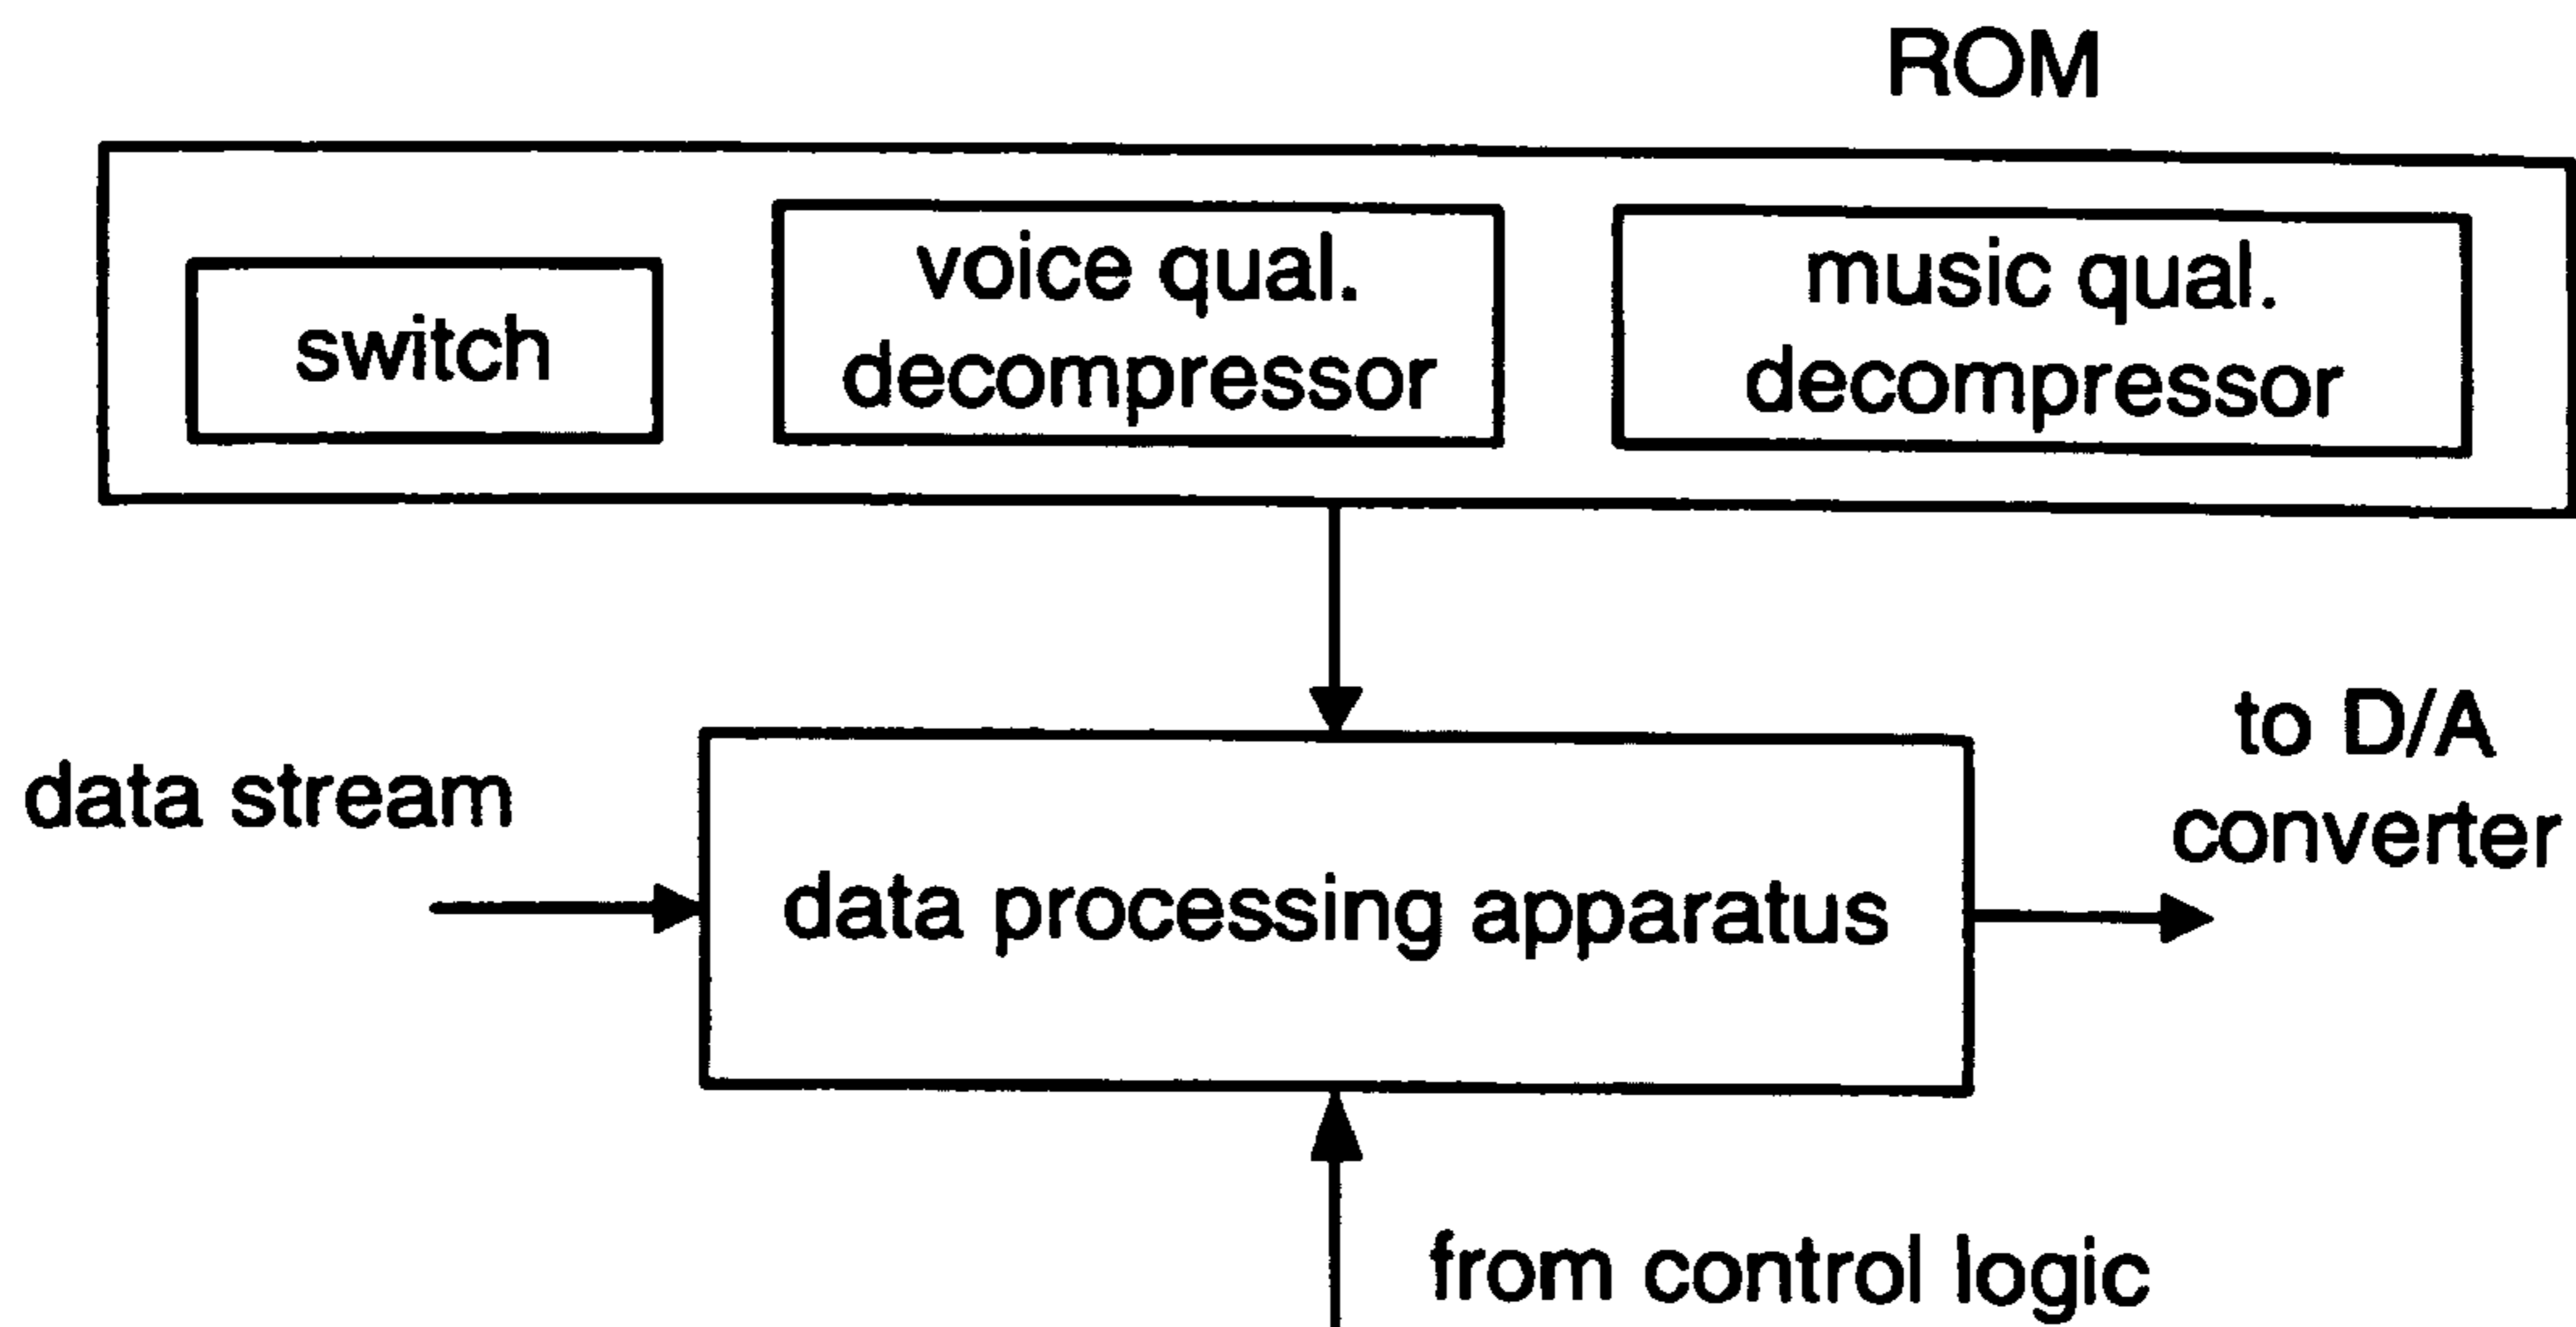 ROM
switch
voice qual.
decompressor
music qual.
decompressor
data stream
data processing apparatus
to D/A
converter
from control logic